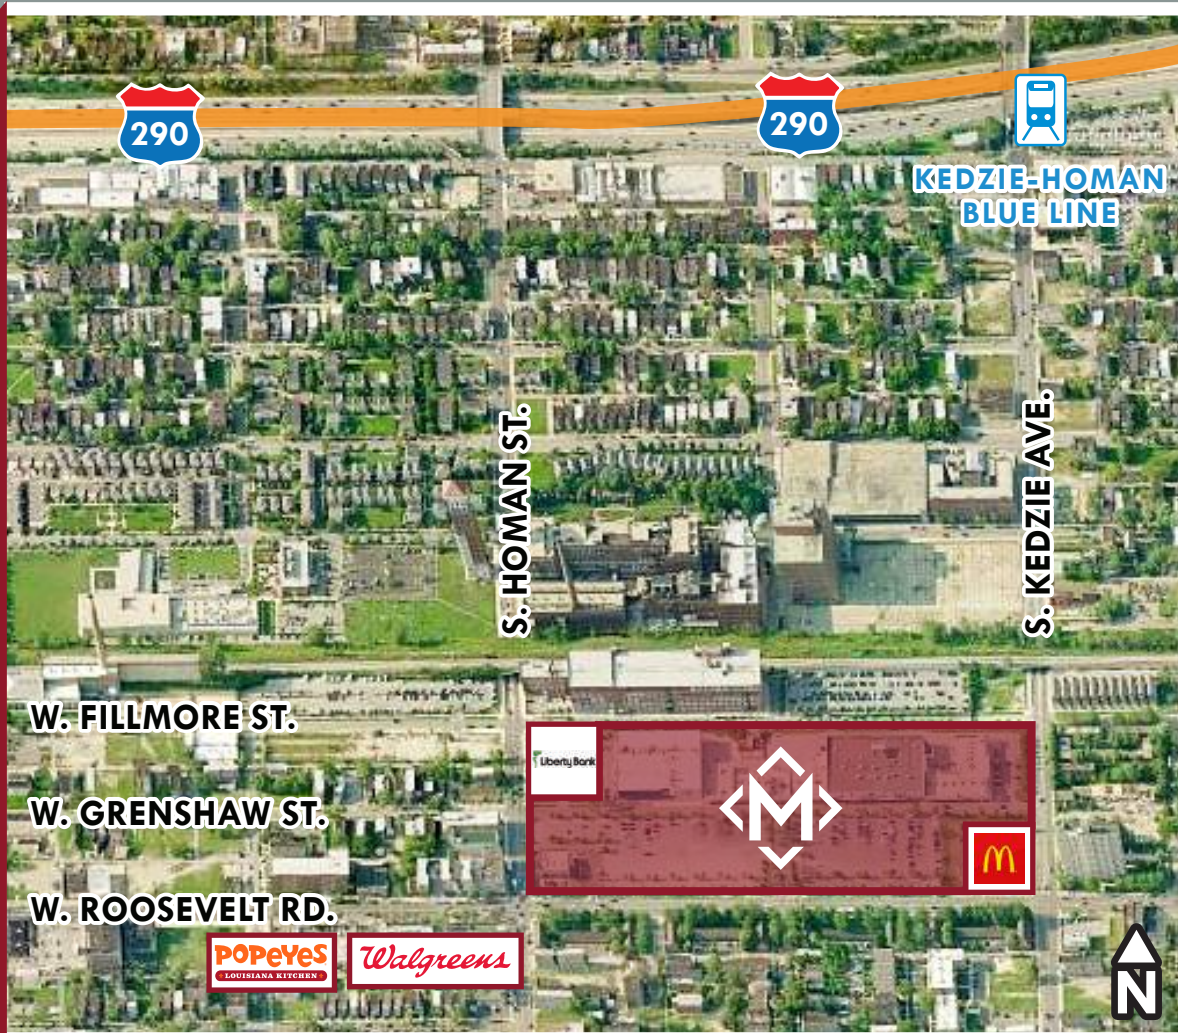 290
290
KEDZIE-HOMAN
BLUE LINE
S. HOMAN ST.
S. KEDZIE AVE.
W. FILLMORE ST.
Liberty Bank
M
W. GRENSHAW ST.
W. ROOSEVELT RD.
POPEYES
LOUISIANA KITCHEN
Walgreens
N